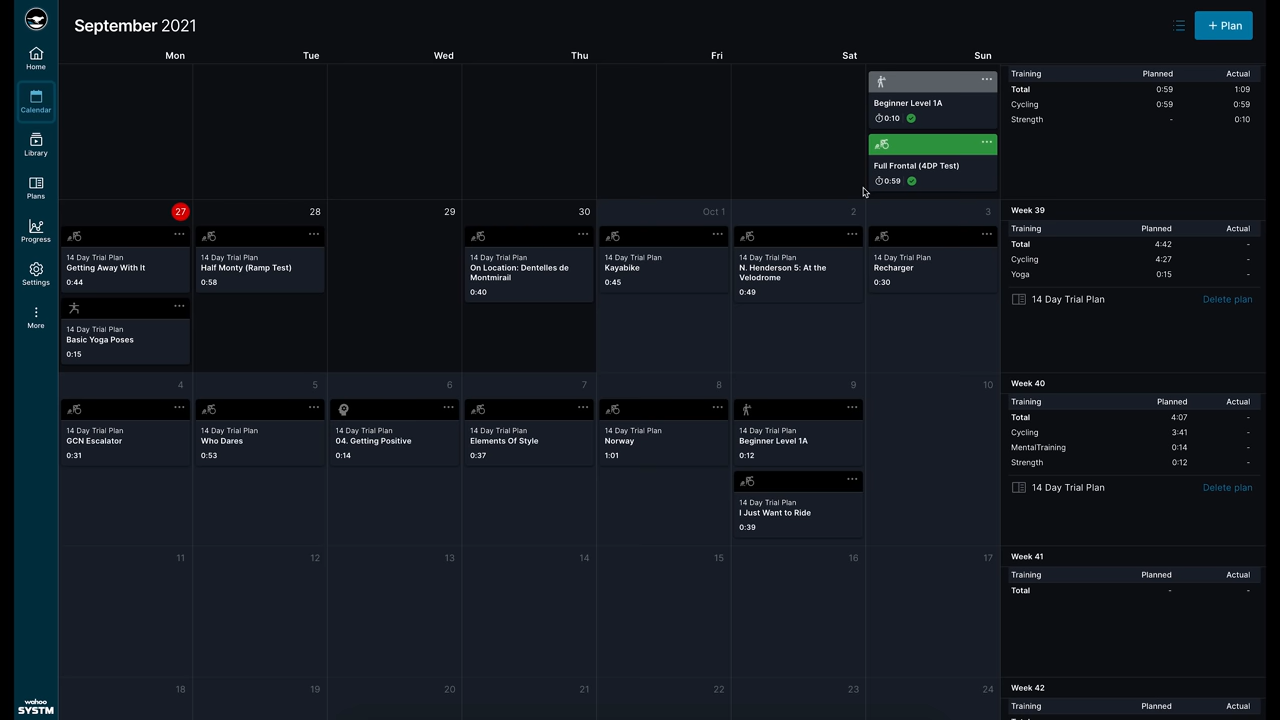 September 2021
+ Plan
Home
Calendar
Library
Plans
Progress
Settings
More
wahoo
SYSTM
Mon Tue Wed Thu Fri Sat Sun
Beginner Level 1A
0:10
Full Frontal (4DP Test)
0:59
Training Planned Actual
Total 0:59 1:09
Cycling 0:59 0:59
Strength - 0:10
27 28 29 30 Oct 1 2 3
14 Day Trial Plan
Getting Away With It
0:44
14 Day Trial Plan
Basic Yoga Poses
0:15
14 Day Trial Plan
Half Monty (Ramp Test)
0:58
14 Day Trial Plan
On Location: Dentelles de
Montmirail
0:40
14 Day Trial Plan
Kayabike
0:45
14 Day Trial Plan
N. Henderson 5: At the
Velodrome
0:49
14 Day Trial Plan
Recharger
0:30
Week 39
Training Planned Actual
Total 4:42 -
Cycling 4:27 -
Yoga 0:15 -
14 Day Trial Plan Delete plan
4 5 6 7 8 9 10
14 Day Trial Plan
GCN Escalator
0:31
14 Day Trial Plan
Who Dares
0:53
14 Day Trial Plan
04. Getting Positive
0:14
14 Day Trial Plan
Elements Of Style
0:37
14 Day Trial Plan
Norway
1:01
14 Day Trial Plan
Beginner Level 1A
0:12
14 Day Trial Plan
I Just Want to Ride
0:39
Week 40
Training Planned Actual
Total 4:07 -
Cycling 3:41 -
MentalTraining 0:14 -
Strength 0:12 -
14 Day Trial Plan Delete plan
11 12 13 14 15 16 17
Week 41
Training Planned Actual
Total - -
18 19 20 21 22 23 24
Week 42
Training Planned Actual